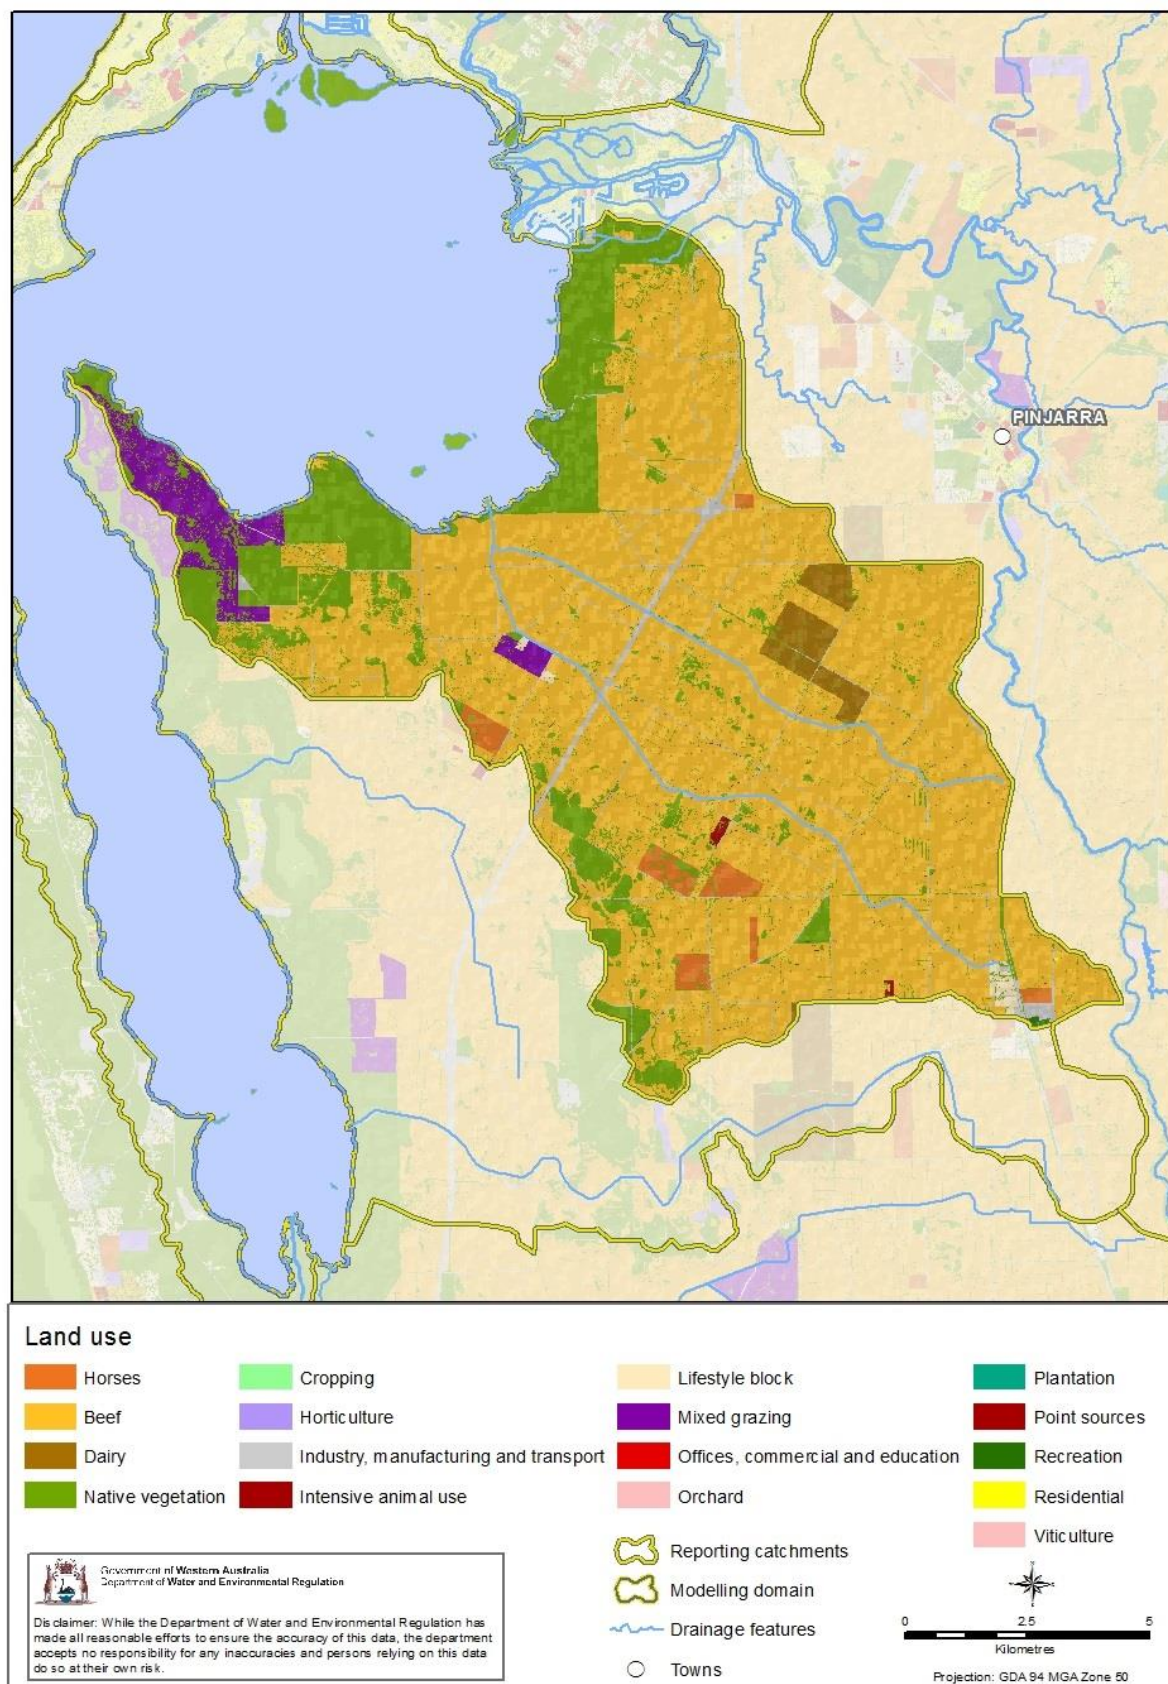 PINJARRA
Land use
Horses
Beef
Dairy
Native vegetation
Cropping
Horticulture
Industry, manufacturing and transport
Intensive animal use
Lifestyle block
Mixed grazing
Offices, commercial and education
Orchard
Plantation
Point sources
Recreation
Residential
Viticulture
Reporting catchments
Modelling domain
Drainage features
Towns
Government of Western Australia
Department of Water and Environmental Regulation
Disclaimer: While the Department of Water and Environmental Regulation has
made all reasonable efforts to ensure the accuracy of this data, the department
accepts no responsibility for any inaccuracies and persons relying on this data
do so at their own risk.
0 2.5 5
Kilometres
Projection: GDA 94 MGA Zone 50